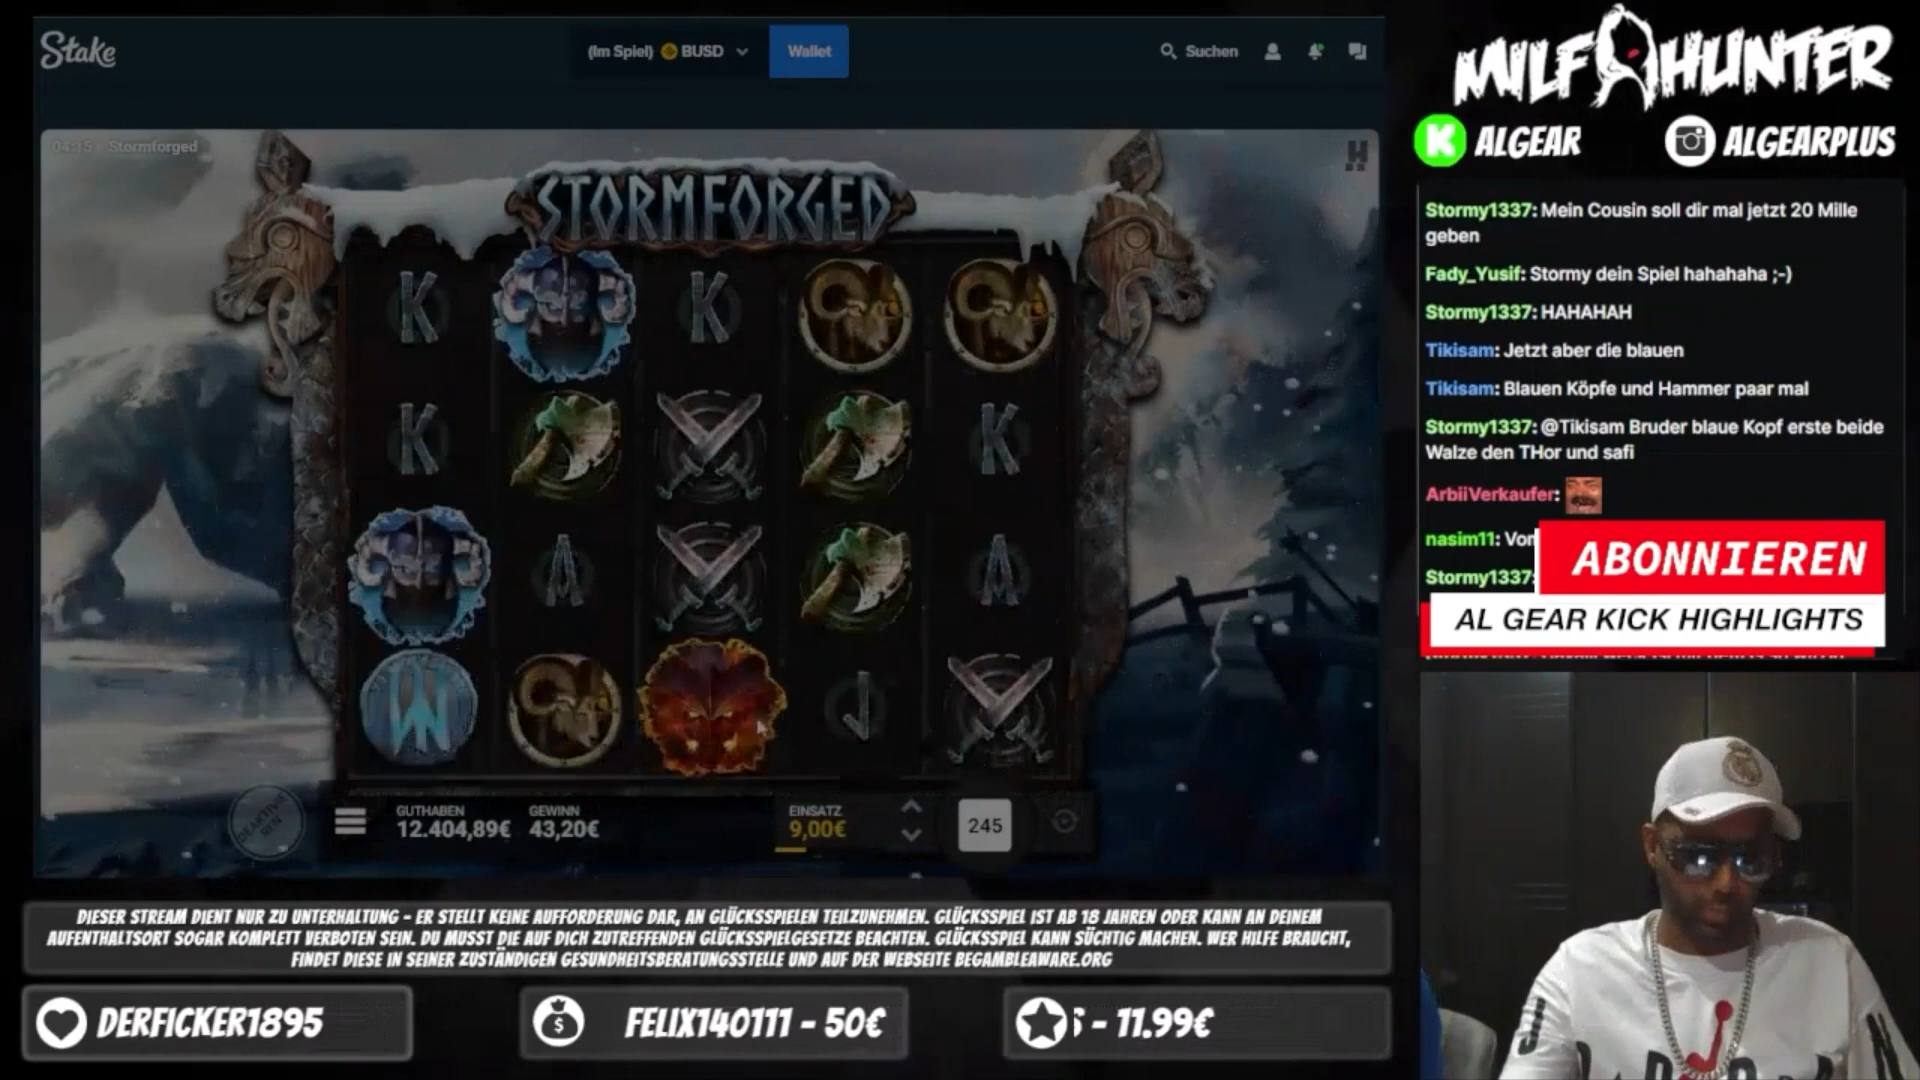 Stake
(Im Spiel) BUSD
Wallet
Suchen
04:15 Stormforged
STORMFORGED
K K
K K
A A
W J
DEAKTIVIEREN
GUTHABEN
12.404,89€
GEWINN
43,20€
EINSATZ
9,00€
245
MILF HUNTER
K ALGEAR
ALGEARPLUS
Stormy1337: Mein Cousin soll dir mal jetzt 20 Mille
geben
Fady_Yusif: Stormy dein Spiel hahahaha ;-)
Stormy1337: HAHAHAH
Tikisam: Jetzt aber die blauen
Tikisam: Blauen Köpfe und Hammer paar mal
Stormy1337: @Tikisam Bruder blaue Kopf erste beide
Walze den THor und safi
ArbiiVerkaufer:
nasim11: Von
Stormy1337:
ABONNIEREN
AL GEAR KICK HIGHLIGHTS
DIESER STREAM DIENT NUR ZU UNTERHALTUNG - ER STELLT KEINE AUFFORDERUNG DAR, AN GLÜCKSSPIELEN TEILZUNEHMEN. GLÜCKSSPIEL IST AB 18 JAHREN ODER KANN AN DEINEM
AUFENTHALTSORT SOGAR KOMPLETT VERBOTEN SEIN. DU MUSST DIE AUF DICH ZUTREFFENDEN GLÜCKSSPIELGESETZE BEACHTEN. GLÜCKSSPIEL KANN SÜCHTIG MACHEN. WER HILFE BRAUCHT,
FINDET DIESE IN SEINER ZUSTÄNDIGEN GESUNDHEITSBERATUNGSSTELLE UND AUF DER WEBSEITE BEGAMBLEAWARE.ORG
DERFICKER1895
FELIX140111 - 50€
- 11.99€